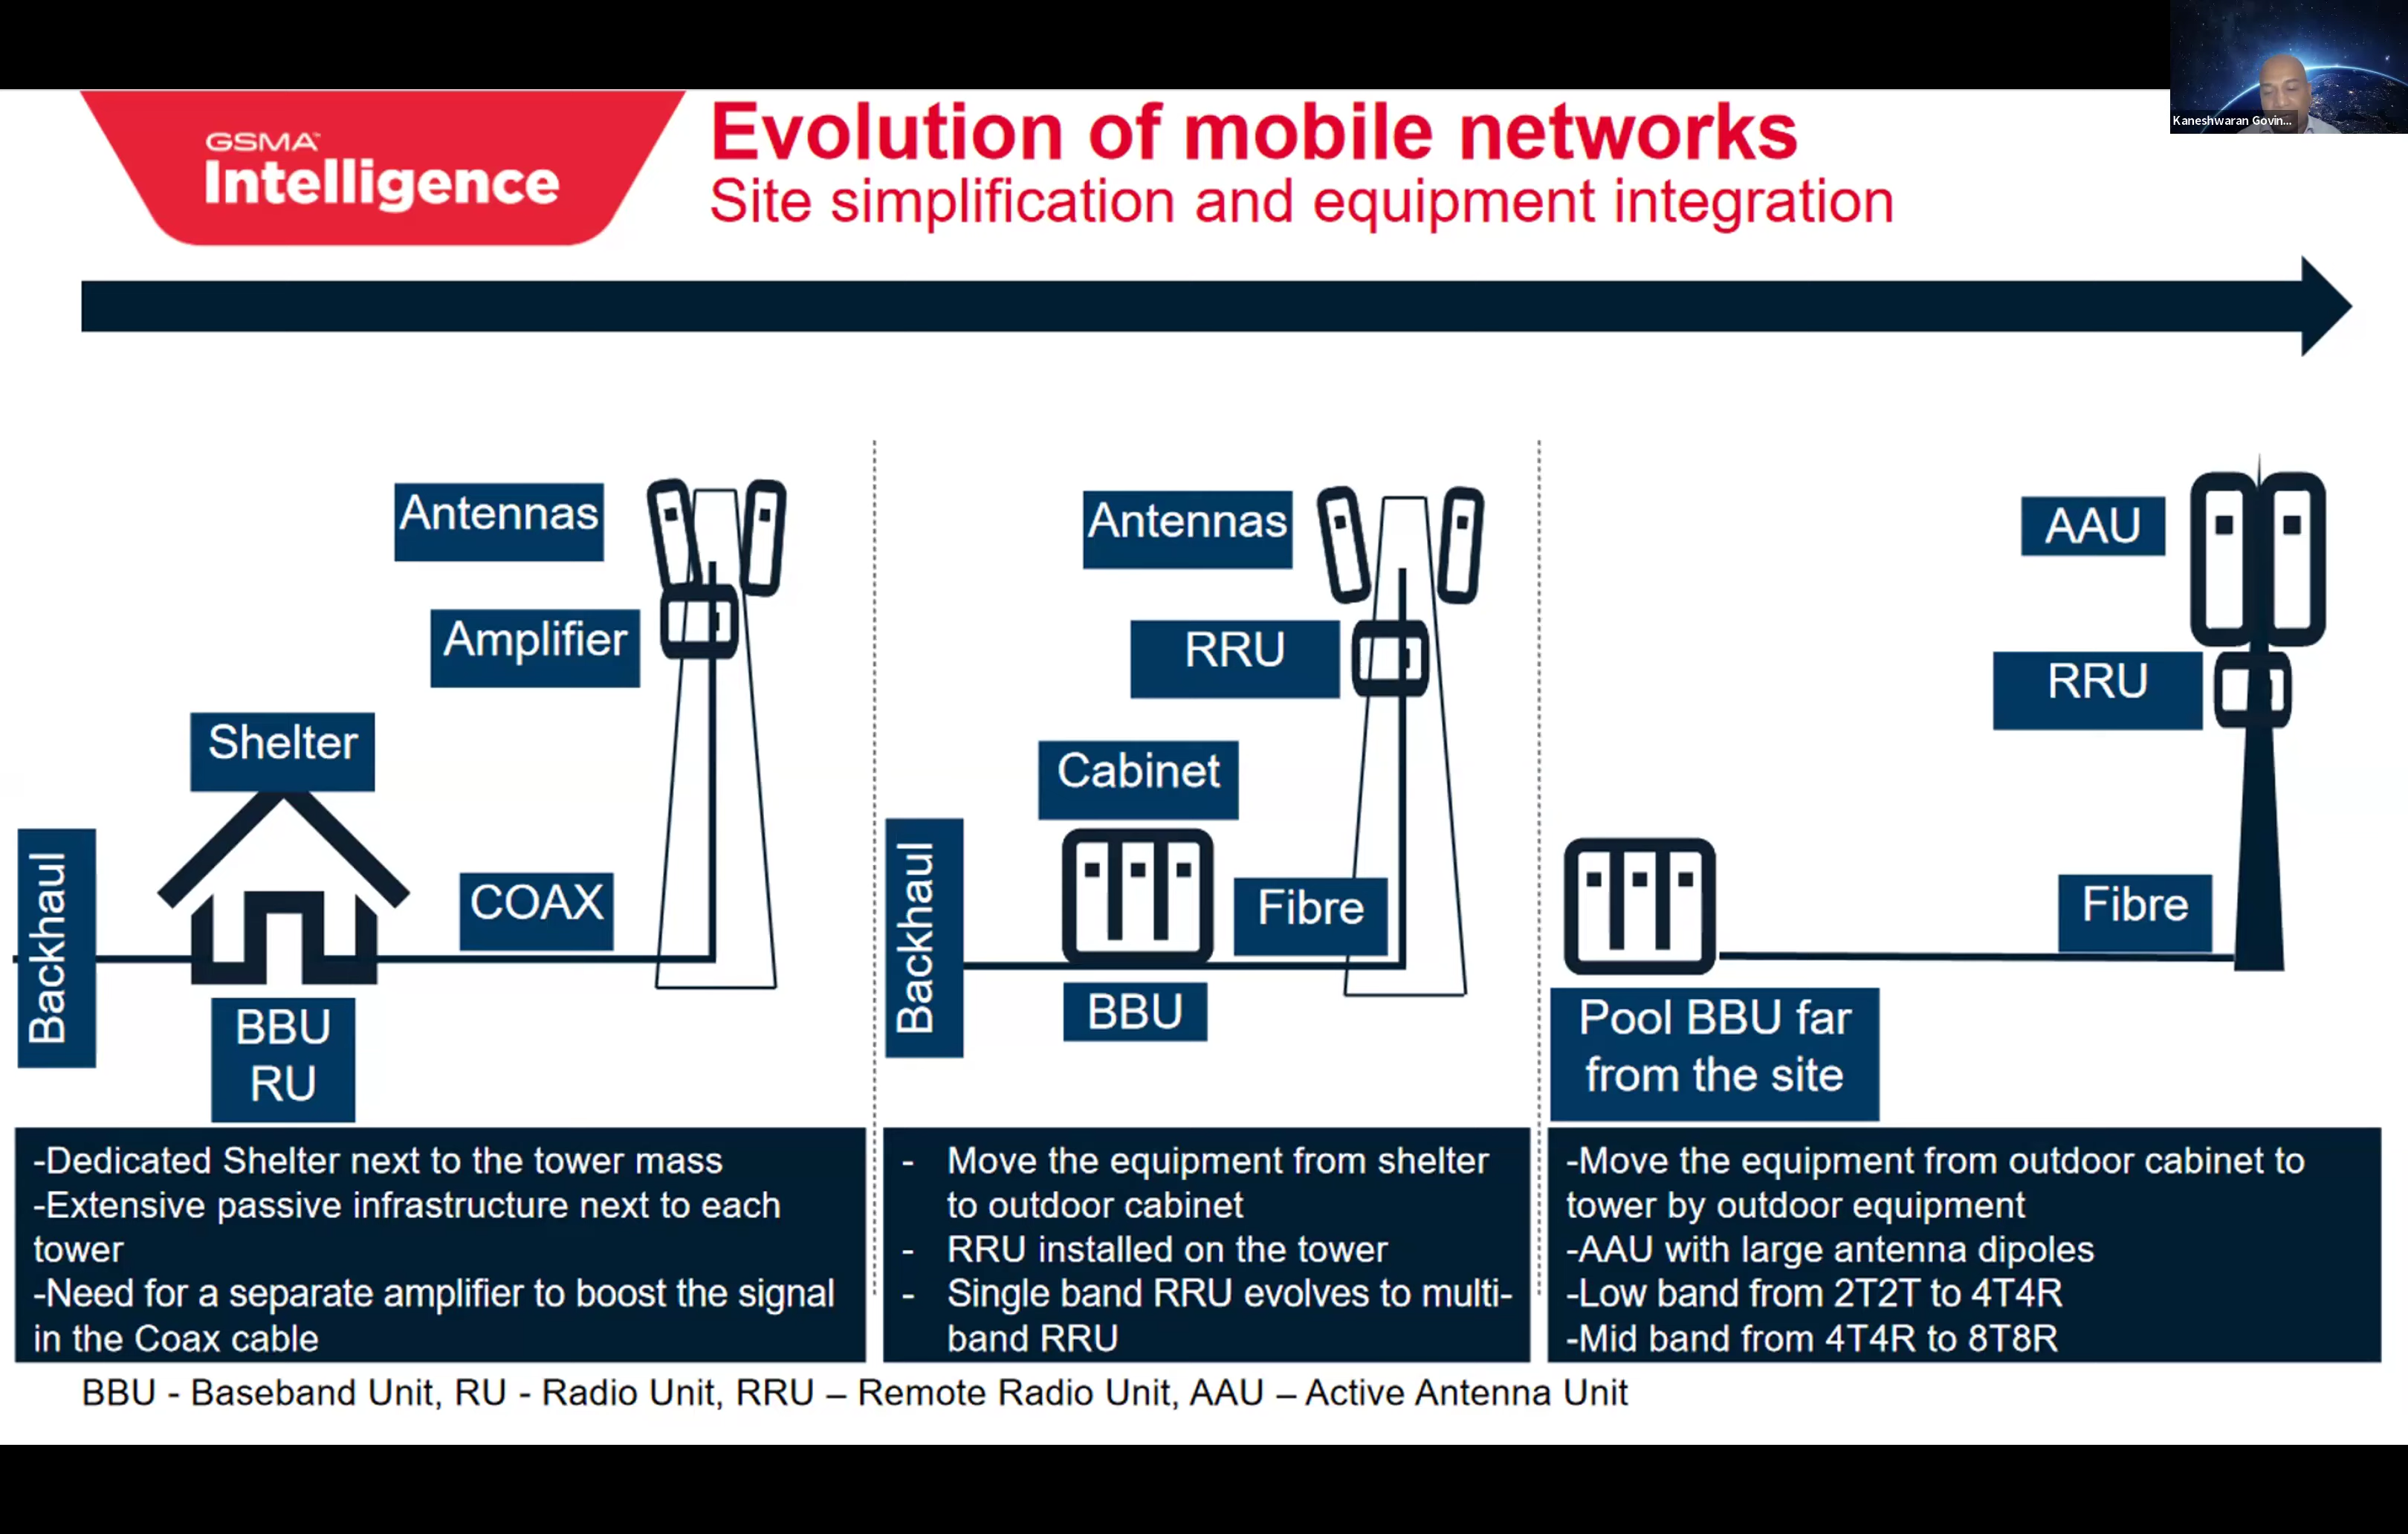 Kaneshwaran Govin...
GSMA™
Intelligence
Evolution of mobile networks
Site simplification and equipment integration
Antennas
Amplifier
Shelter
Backhaul
COAX
BBU
RU
-Dedicated Shelter next to the tower mass
-Extensive passive infrastructure next to each
tower
-Need for a separate amplifier to boost the signal
in the Coax cable
Antennas
RRU
Cabinet
Backhaul
Fibre
BBU
- Move the equipment from shelter
to outdoor cabinet
- RRU installed on the tower
- Single band RRU evolves to multi-
band RRU
AAU
RRU
Fibre
Pool BBU far
from the site
-Move the equipment from outdoor cabinet to
tower by outdoor equipment
-AAU with large antenna dipoles
-Low band from 2T2T to 4T4R
-Mid band from 4T4R to 8T8R
BBU - Baseband Unit, RU - Radio Unit, RRU – Remote Radio Unit, AAU – Active Antenna Unit